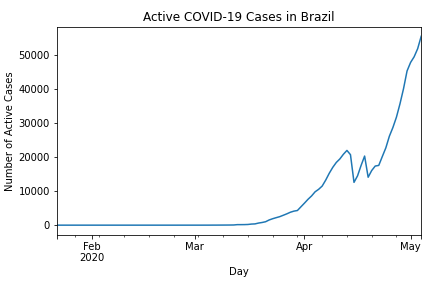 Active COVID-19 Cases in Brazil
Number of Active Cases
50000
40000
30000
20000
10000
0
Feb
2020
Mar
Apr
May
Day